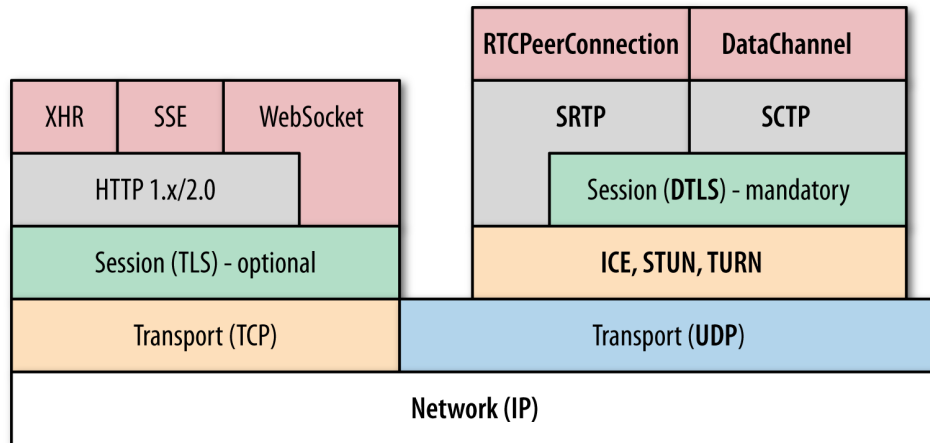 RTCPeerConnection
DataChannel
XHR
SSE
WebSocket
SRTP
SCTP
HTTP 1.x/2.0
Session (DTLS) - mandatory
Session (TLS) - optional
ICE, STUN, TURN
Transport (TCP)
Transport (UDP)
Network (IP)